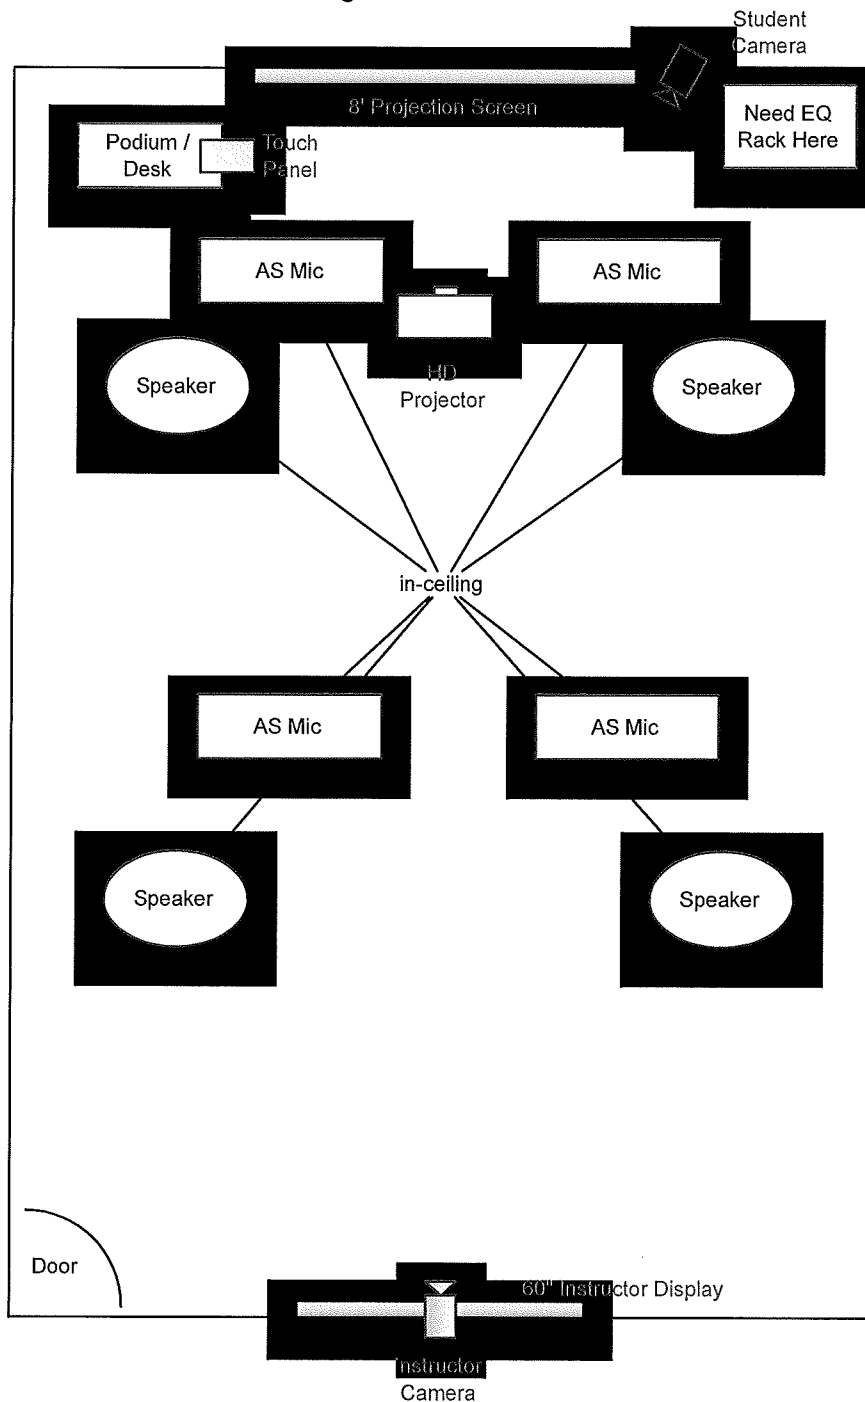 Student
Camera
8' Projection Screen
Need EQ
Rack Here
Podium /
Desk
Touch
Panel
AS Mic
AS Mic
HD
Projector
Speaker
Speaker
in-ceiling
AS Mic
AS Mic
Speaker
Speaker
Door
60" Instructor Display
Instructor
Camera